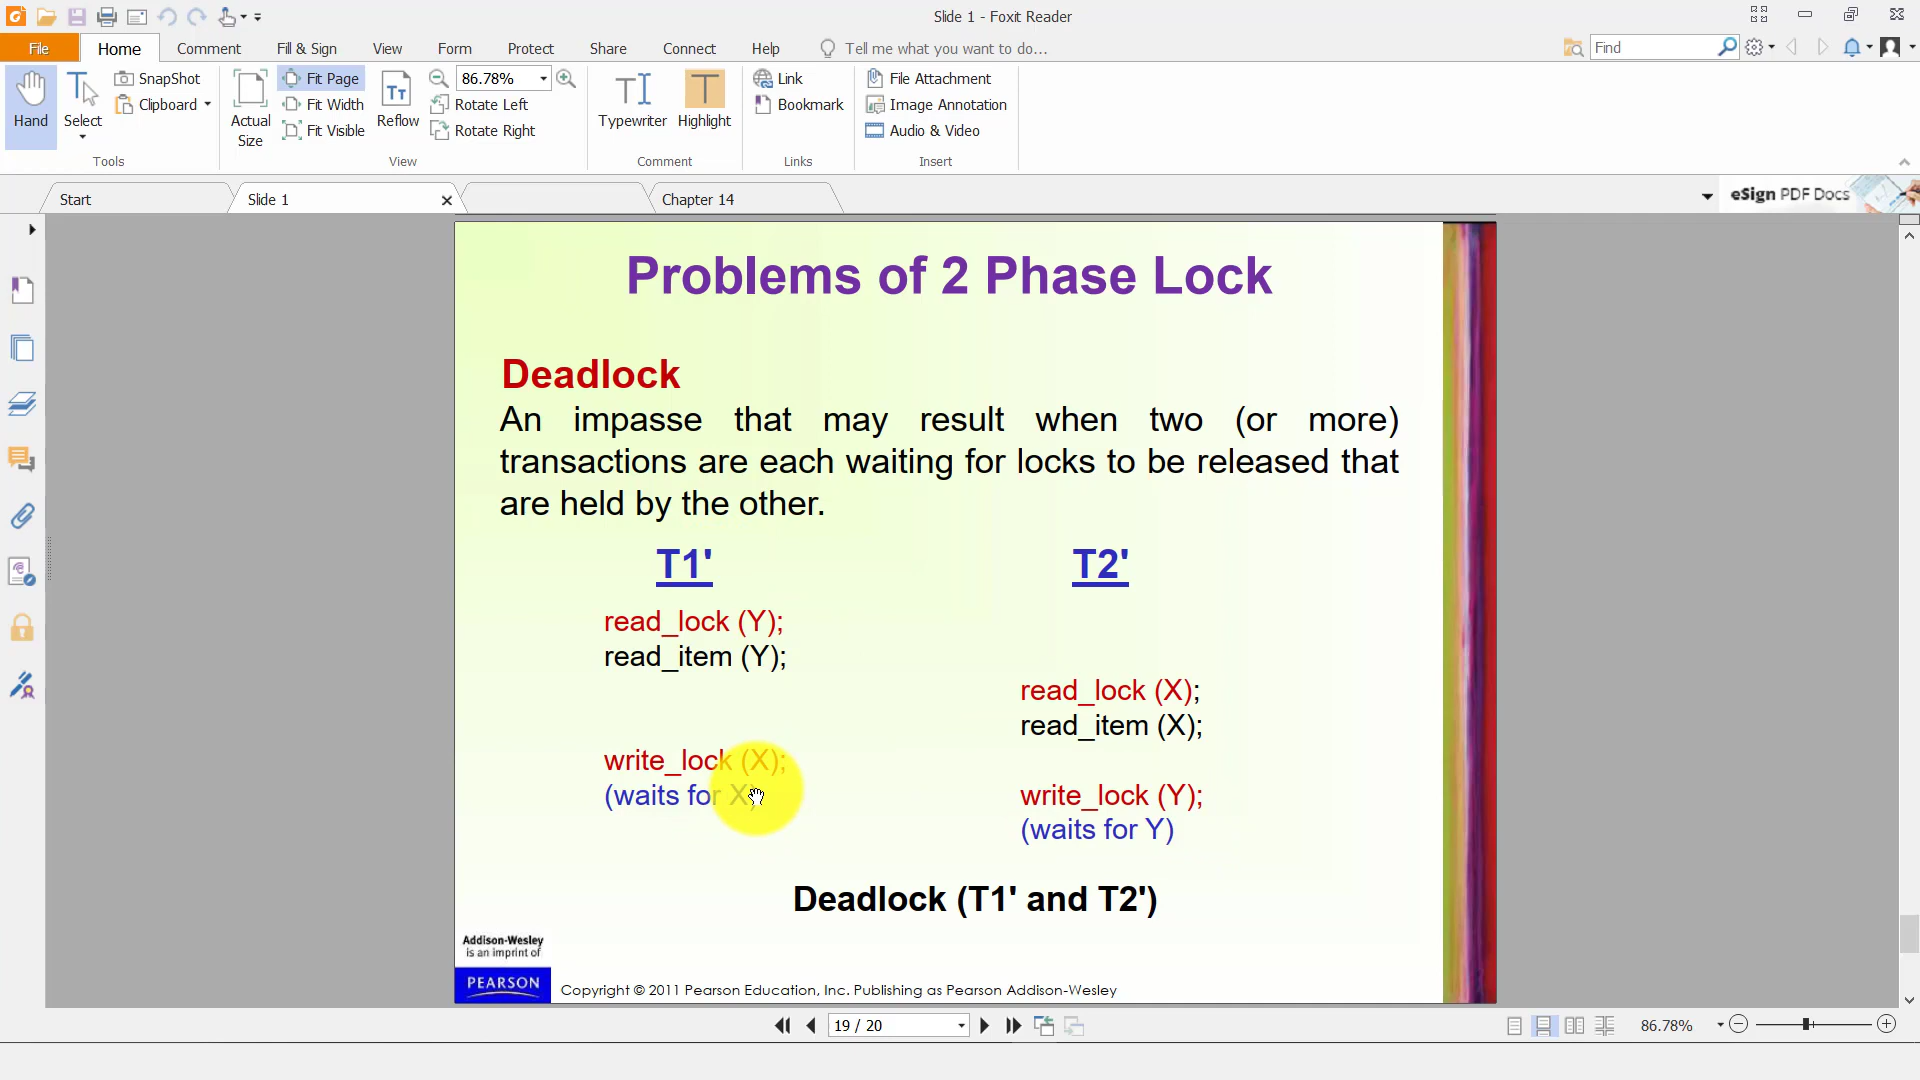 Slide 1 - Foxit Reader
File Home Comment Fill & Sign View Form Protect Share Connect Help Tell me what you want to do... Find
Hand
Select
SnapShot
Clipboard
Tools
Actual
Size
Fit Page
Fit Width
Fit Visible
Reflow
86.78%
Rotate Left
Rotate Right
View
Typewriter
Highlight
Comment
Link
Bookmark
Links
File Attachment
Image Annotation
Audio & Video
Insert
Start
Slide 1
Chapter 14
eSign PDF Docs
Problems of 2 Phase Lock
Deadlock
An impasse that may result when two (or more)
transactions are each waiting for locks to be released that
are held by the other.
T1'
T2'
read_lock (Y);
read_item (Y);
read_lock (X);
read_item (X);
write_lock (X);
(waits for X)
write_lock (Y);
(waits for Y)
Deadlock (T1' and T2')
Addison-Wesley
is an imprint of
PEARSON
Copyright © 2011 Pearson Education, Inc. Publishing as Pearson Addison-Wesley
19 / 20
86.78%